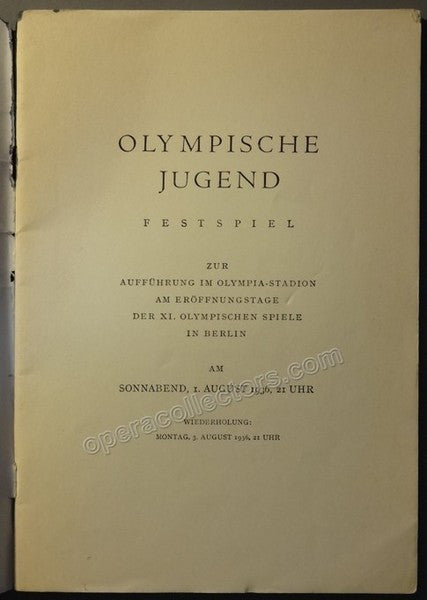 OLYMPISCHE
JUGEND
FESTSPIEL
ZUR
AUFFÜHRUNG IM OLYMPIA-STADION
AM ERÖFFNUNGSTAGE
DER XI. OLYMPISCHEN SPIELE
IN BERLIN
AM
SONNABEND, 1. AUGUST 1936, 21 UHR
WIEDERHOLUNG:
MONTAG, 3. AUGUST 1936, 21 UHR
operacollectors.com